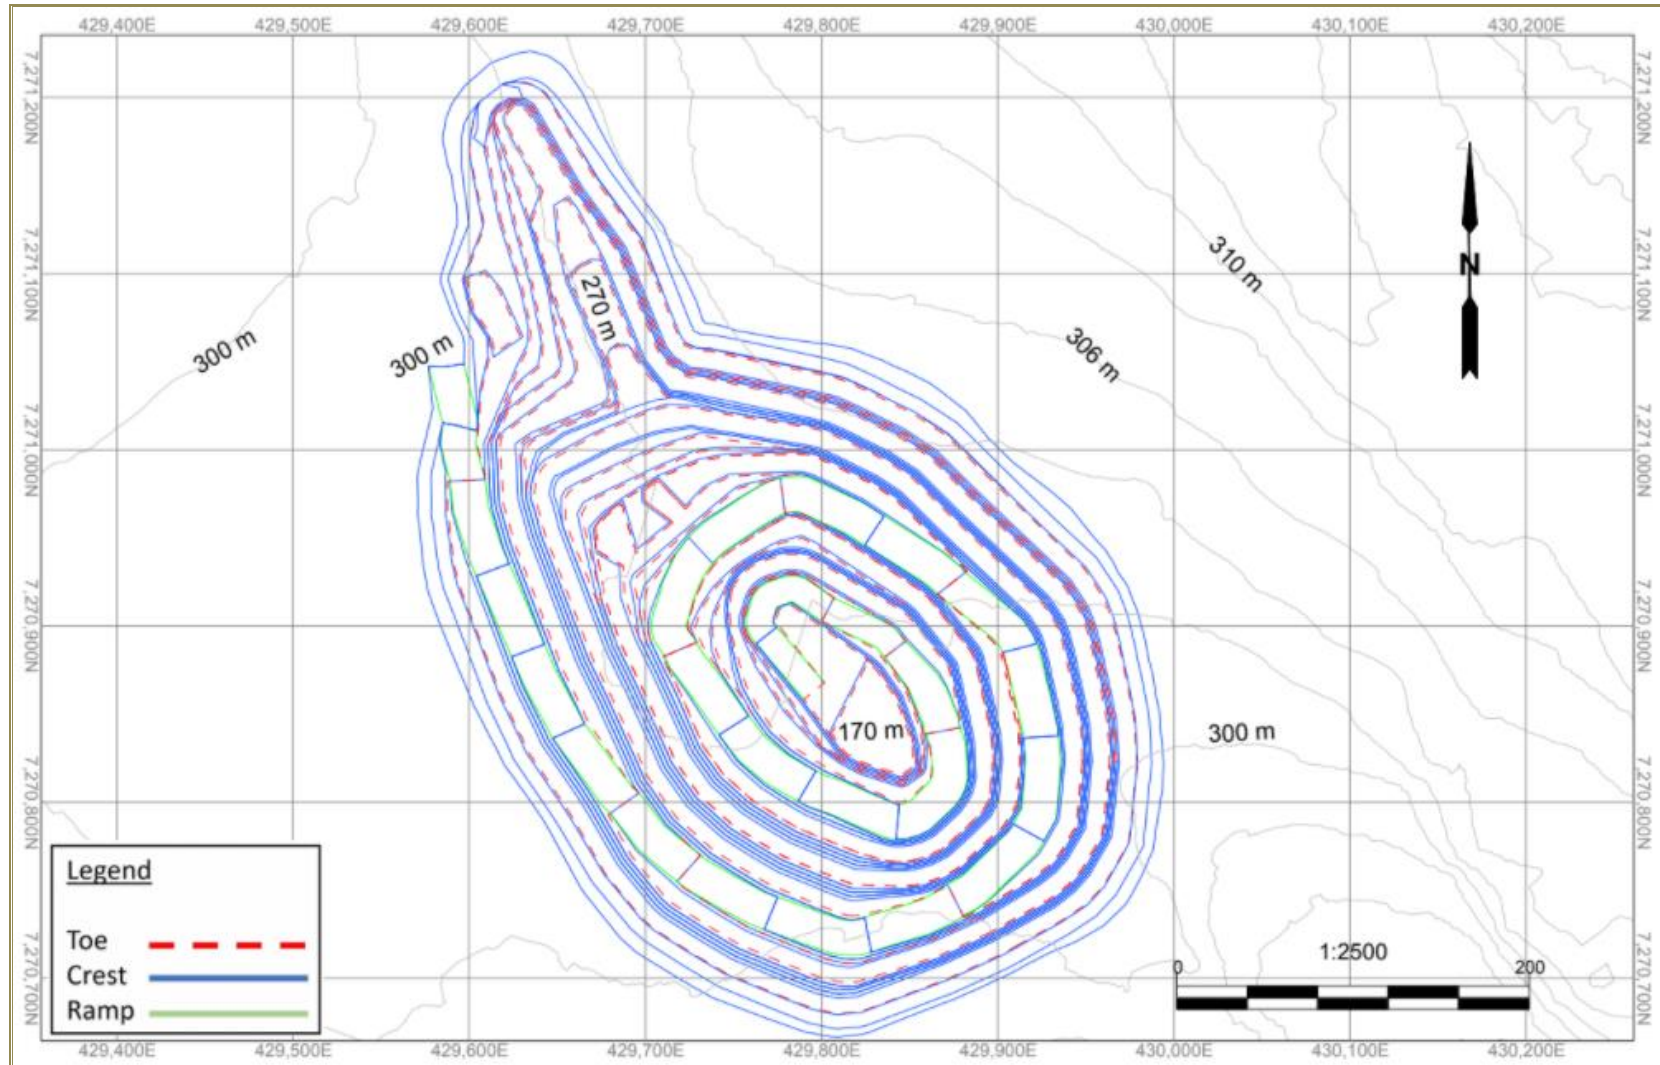 429,400E 429,500E 429,600E 429,700E 429,800E 429,900E 430,000E 430,100E 430,200E
7,271,200N 7,271,200N
7,271,100N 7,271,100N
7,271,000N 7,271,000N
7,270,900N 7,270,900N
7,270,800N 7,270,800N
7,270,700N 7,270,700N
310 m
N
270 m
300 m
300 m
306 m
170 m
300 m
Legend
Toe
Crest
Ramp
1:2500
0 200
429,400E 429,500E 429,600E 429,700E 429,800E 429,900E 430,000E 430,100E 430,200E